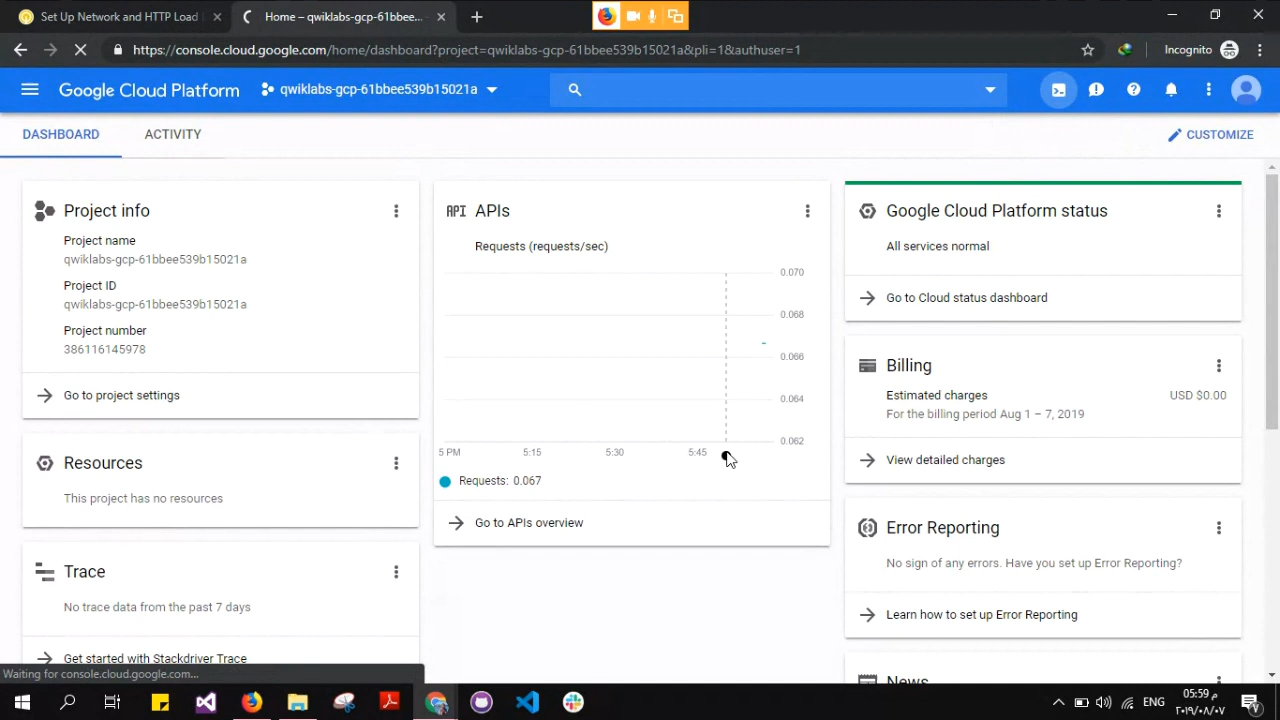 Set Up Network and HTTP Load
Home – qwiklabs-gcp-61bbee...
https://console.cloud.google.com/home/dashboard?project=qwiklabs-gcp-61bbee539b15021a&pli=1&authuser=1
Incognito
Google Cloud Platform
qwiklabs-gcp-61bbee539b15021a
DASHBOARD
ACTIVITY
CUSTOMIZE
Project info
Project name
qwiklabs-gcp-61bbee539b15021a
Project ID
qwiklabs-gcp-61bbee539b15021a
Project number
386116145978
Go to project settings
Resources
This project has no resources
Trace
No trace data from the past 7 days
Get started with Stackdriver Trace
API APIs
Requests (requests/sec)
0.070
0.068
0.066
0.064
0.062
5 PM 5:15 5:30 5:45
Requests: 0.067
Go to APIs overview
Google Cloud Platform status
All services normal
Go to Cloud status dashboard
Billing
Estimated charges USD $0.00
For the billing period Aug 1 – 7, 2019
View detailed charges
Error Reporting
No sign of any errors. Have you set up Error Reporting?
Learn how to set up Error Reporting
News
Waiting for console.cloud.google.com...
ENG
م 05:59
٢٠١٩/٠٨/٠٧